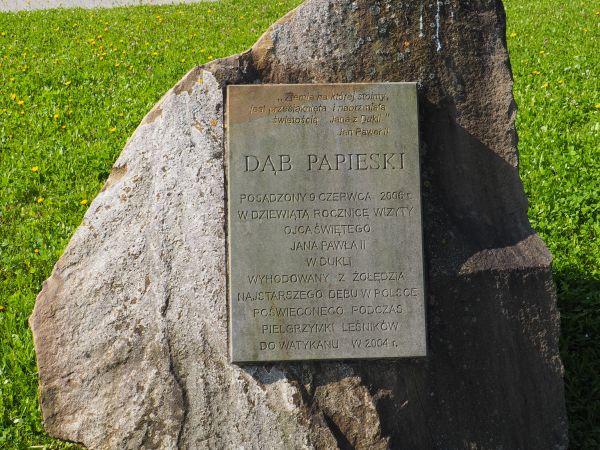 „Ziemia na której stoimy,
jest przesiąknięta i naoriznięta
świętością Jana z Dukli"
Jan Paweł II
DĄB PAPIESKI
POSADZONY 9 CZERWCA 2006 r.
W DZIEWIĄTĄ ROCZNICĘ WIZYTY
OJCA ŚWIĘTEGO
JANA PAWŁA II
W DUKLI
WYHODOWANY Z ŻOŁĘDZIA
NAJSTARSZEGO DĘBU W POLSCE
POŚWIĘCONEGO PODCZAS
PIELGRZYMKI LEŚNIKÓW
DO WATYKANU W 2004 r.